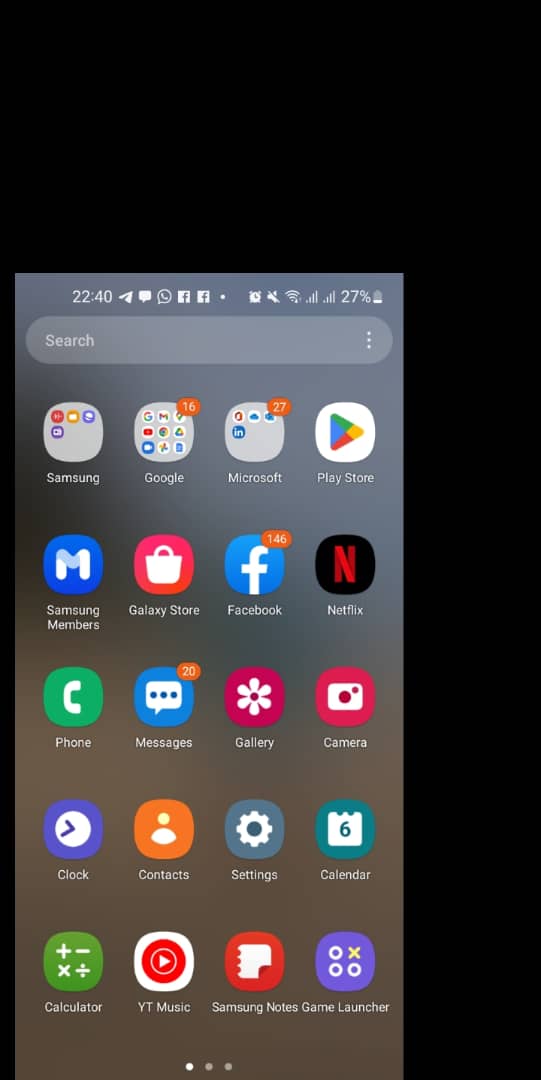 22:40 27%
Search
16 27
Samsung Google Microsoft Play Store
146
Samsung Members Galaxy Store Facebook Netflix
20
Phone Messages Gallery Camera
6
Clock Contacts Settings Calendar
Calculator YT Music Samsung Notes Game Launcher